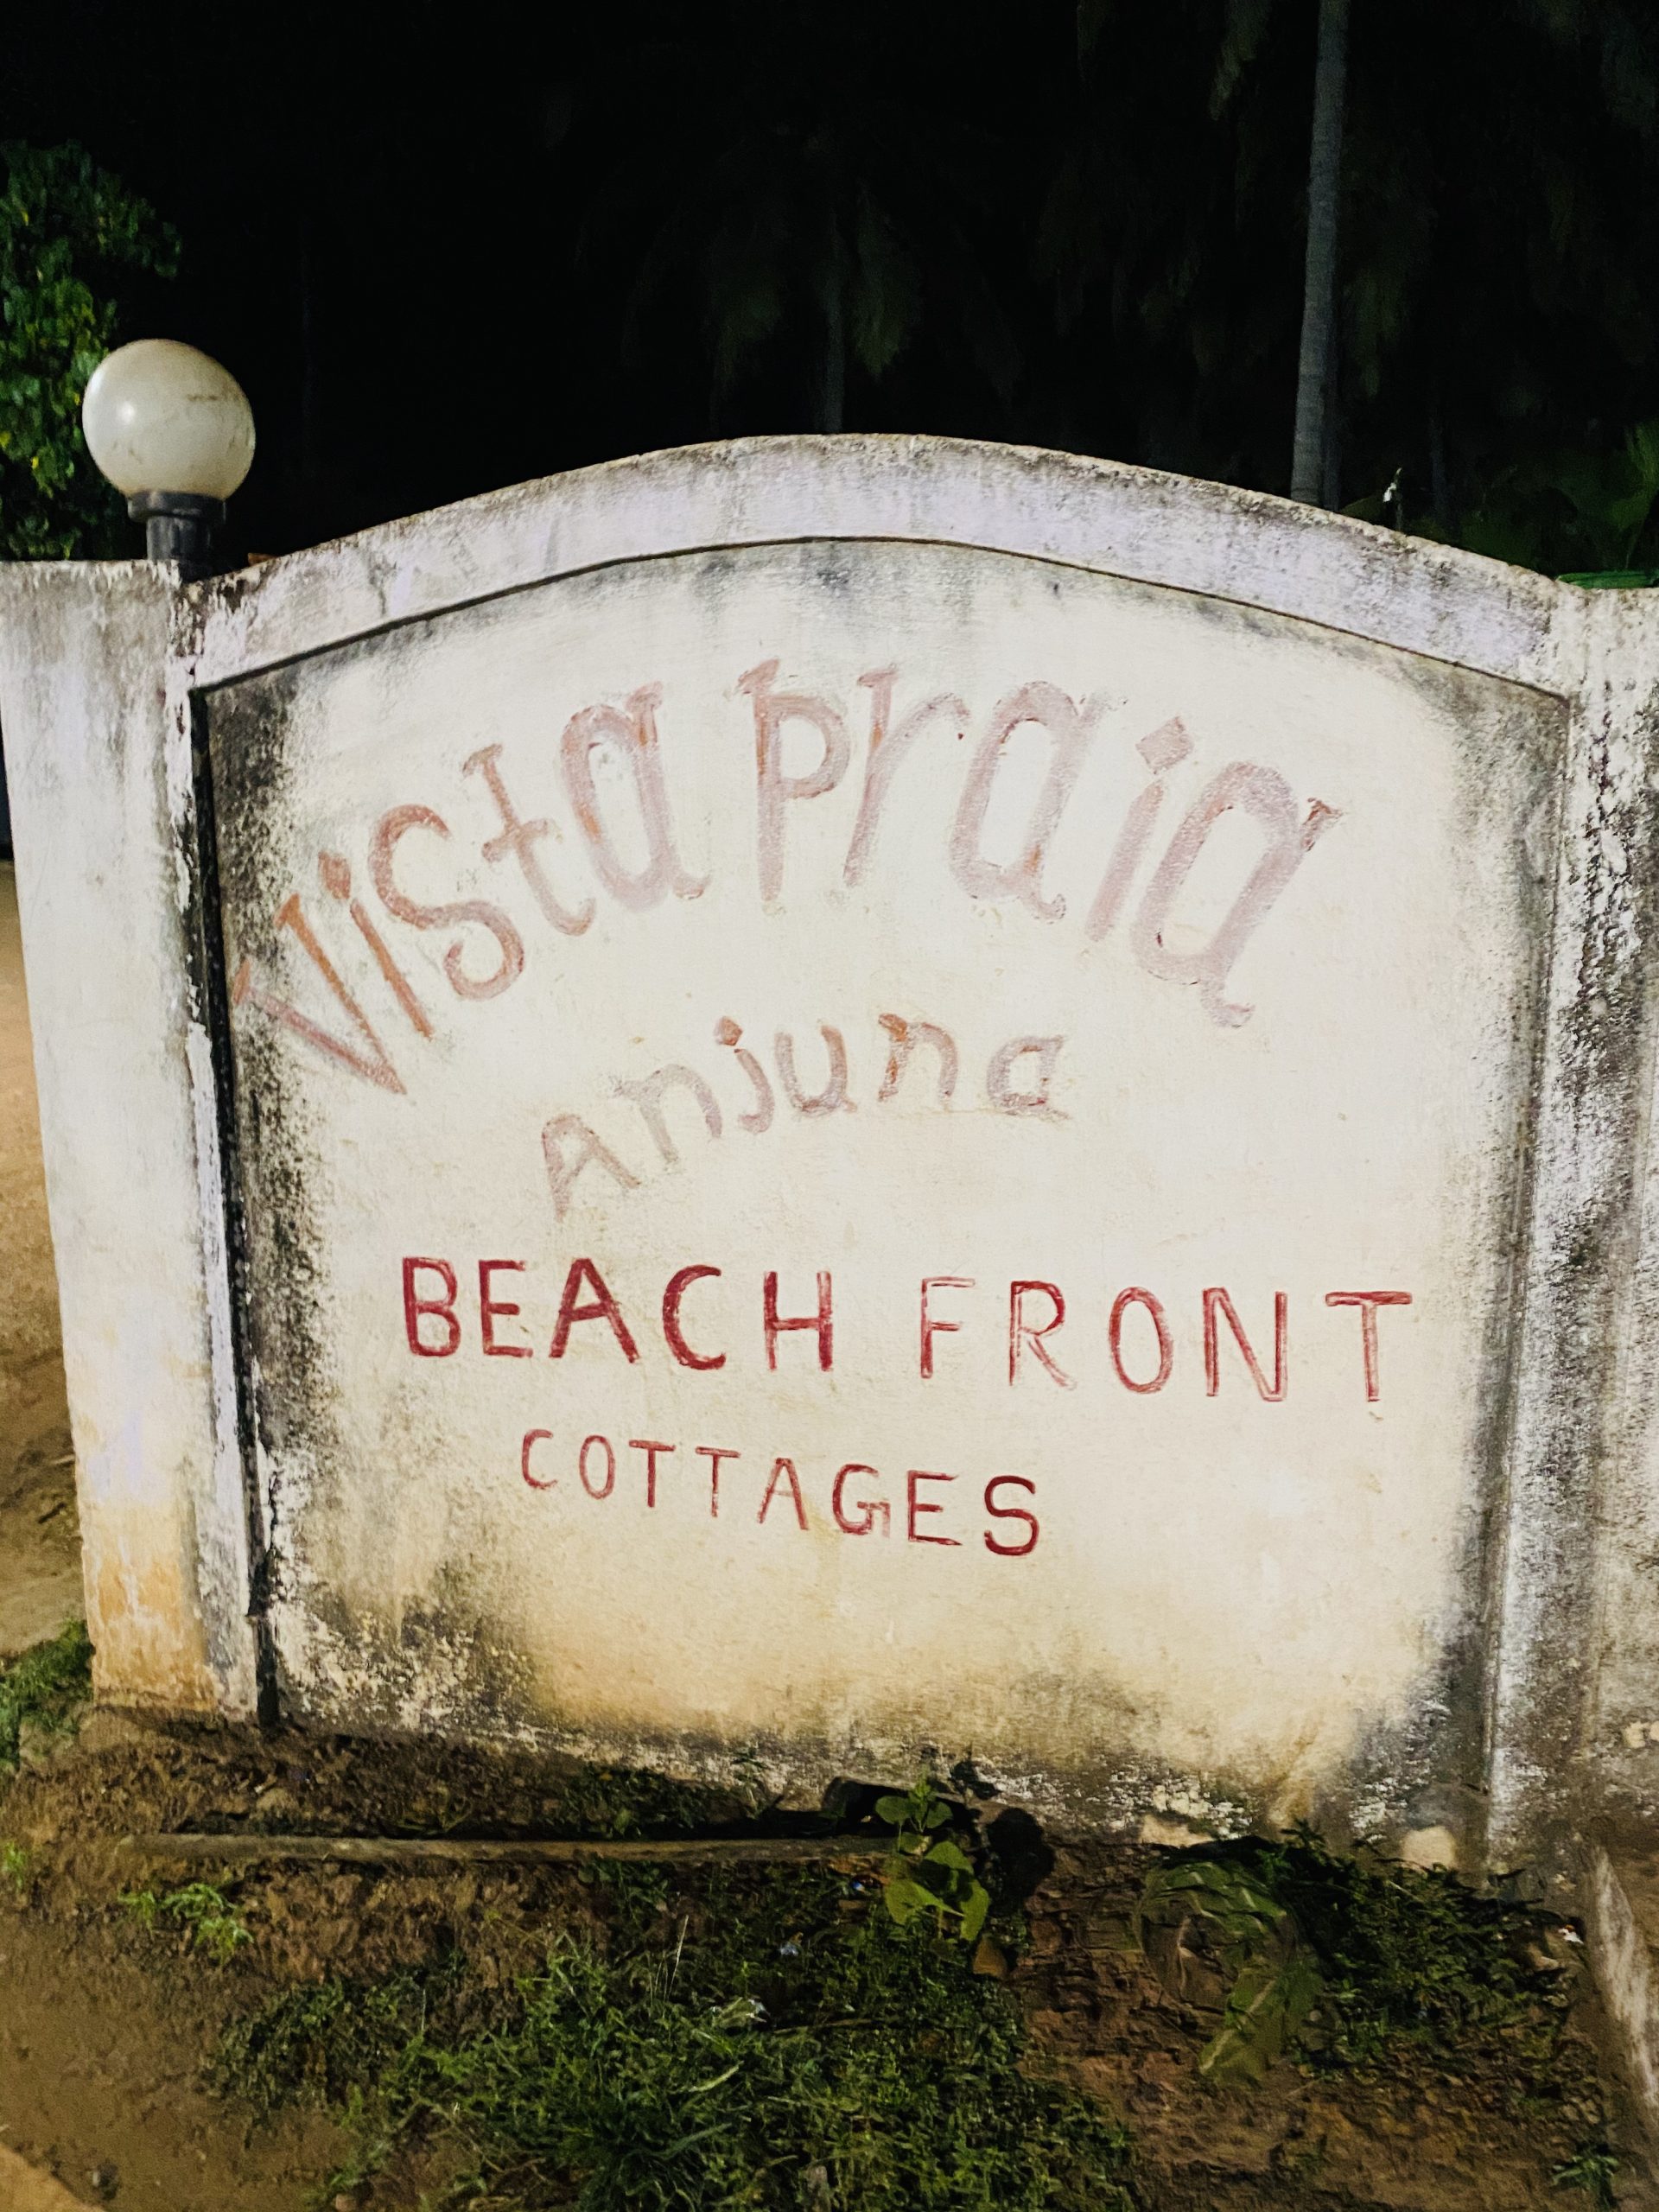 Vista praia
Anjuna
BEACH FRONT
COTTAGES